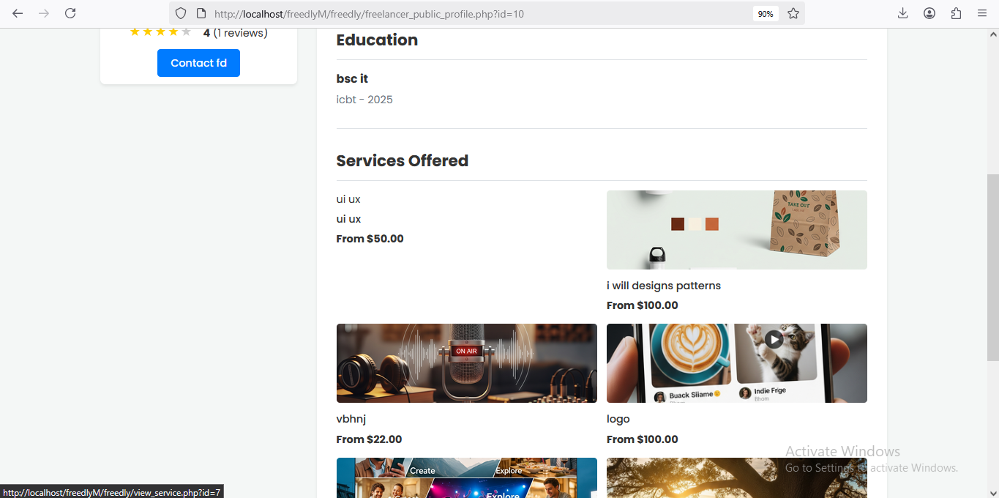 http://localhost/freedlyM/freedly/freelancer_public_profile.php?id=10
90%
4 (1 reviews)
Contact fd
Education
bsc it
icbt - 2025
Services Offered
ui ux
ui ux
From $50.00
TAKE OUT
i will designs patterns
From $100.00
ON AIR
vbhnj
From $22.00
Buack Siiame
Bhom
Indie Frige
Bhom
logo
From $100.00
Create
Explore
Explore
Activate Windows
Go to Settings to activate Windows.
http://localhost/freedlyM/freedly/view_service.php?id=7